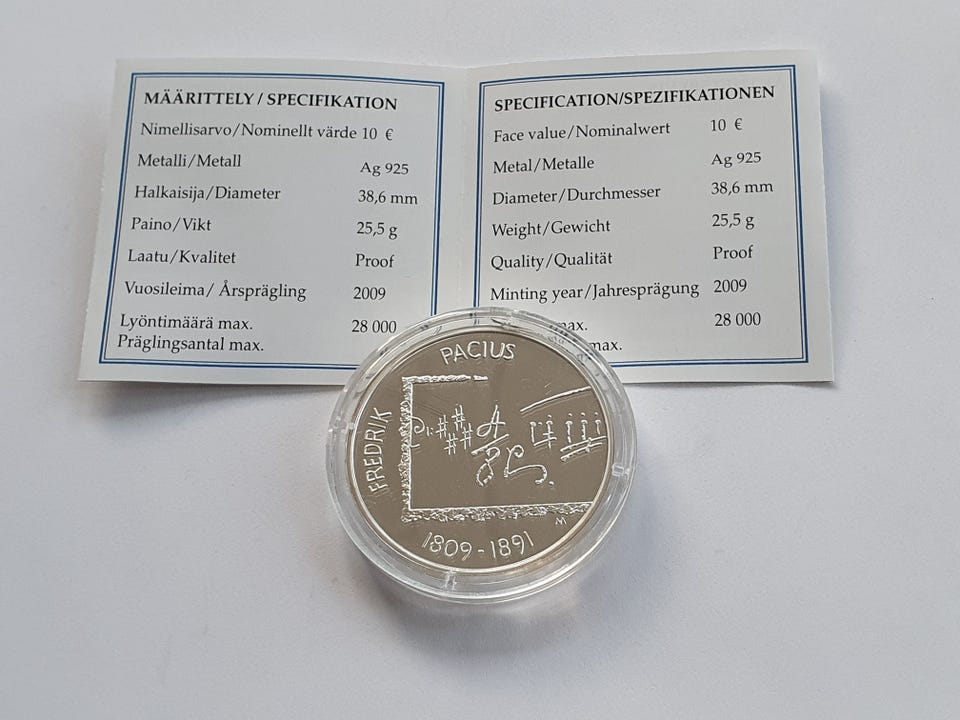 MÄÄRITTELY / SPECIFIKATION
Nimellisarvo/Nominellt värde 10 €
Metalli/Metall Ag 925
Halkaisija/Diameter 38,6 mm
Paino/Vikt 25,5 g
Laatu/Kvalitet Proof
Vuosileima/ Årsprägling 2009
Lyöntimäärä max. 28 000
Präglingsantal max.
SPECIFICATION/SPEZIFIKATIONEN
Face value/Nominalwert 10 €
Metal/Metalle Ag 925
Diameter/Durchmesser 38,6 mm
Weight/Gewicht 25,5 g
Quality/Qualität Proof
Minting year/Jahresprägung 2009
max. 28 000
max.
FREDRIK
PACIUS
1809-1891